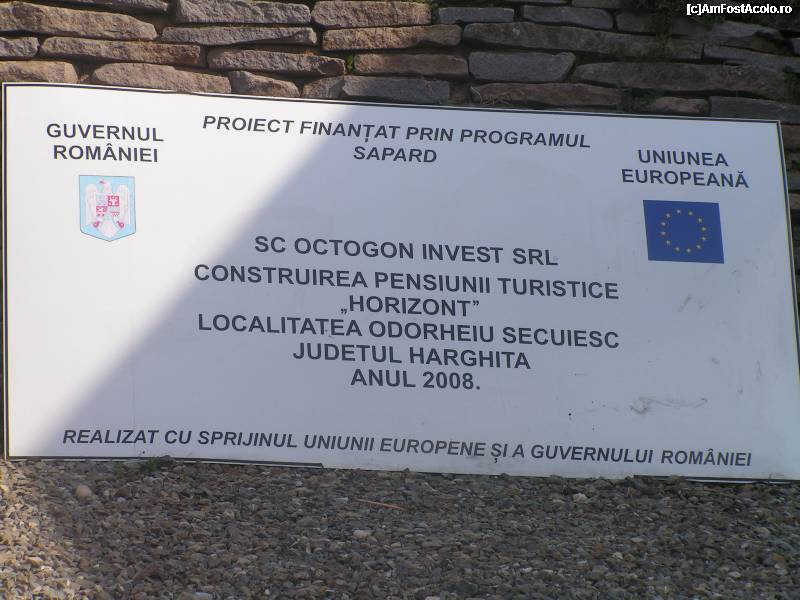 [c]AmFostAcolo.ro
GUVERNUL
ROMÂNIEI
PROIECT FINANȚAT PRIN PROGRAMUL
SAPARD
UNIUNEA
EUROPEANĂ
SC OCTOGON INVEST SRL
CONSTRUIREA PENSIUNII TURISTICE
„HORIZONT”
LOCALITATEA ODORHEIU SECUIESC
JUDETUL HARGHITA
ANUL 2008.
REALIZAT CU SPRIJINUL UNIUNII EUROPENE ȘI A GUVERNULUI ROMÂNIEI